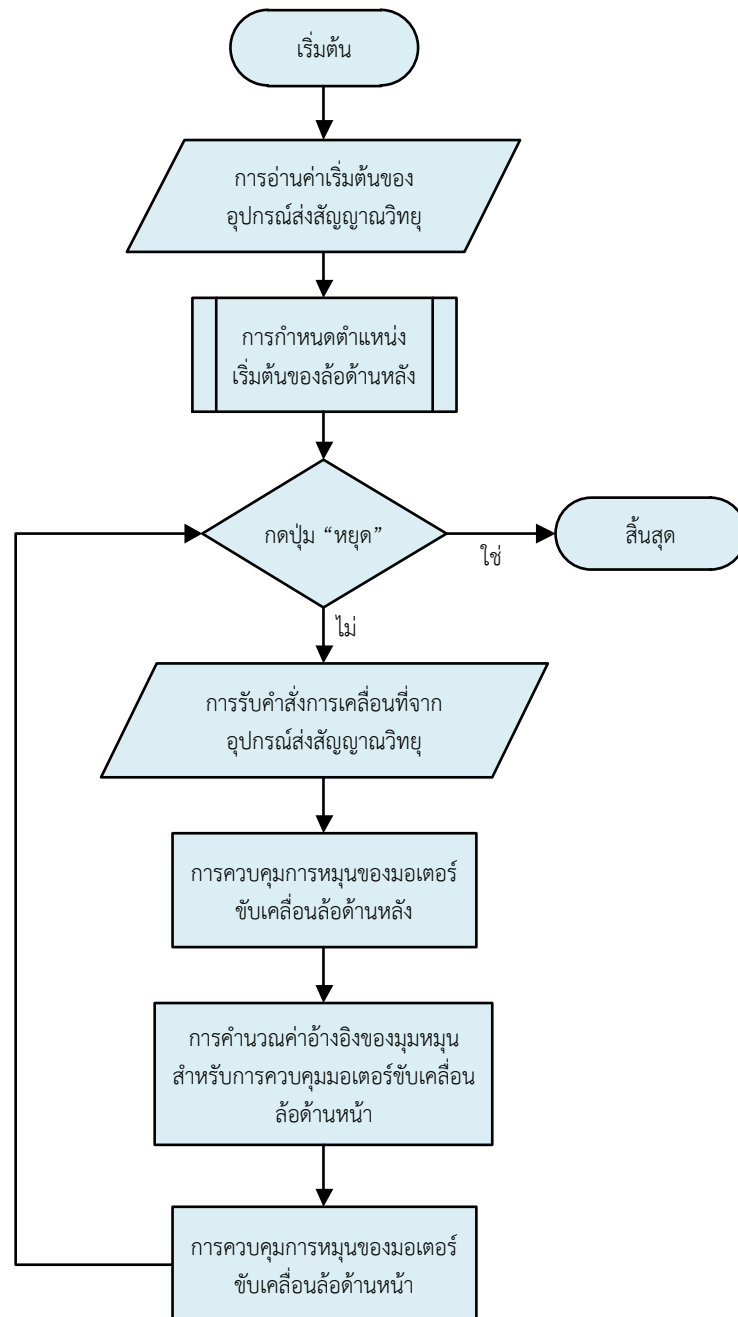 เริ่มต้น
การอ่านค่าเริ่มต้นของ
อุปกรณ์ส่งสัญญาณวิทยุ
การกำหนดตำแหน่ง
เริ่มต้นของล้อด้านหลัง
กดปุ่ม “หยุด”
สิ้นสุด
ใช่
ไม่
การรับคำสั่งการเคลื่อนที่จาก
อุปกรณ์ส่งสัญญาณวิทยุ
การควบคุมการหมุนของมอเตอร์
ขับเคลื่อนล้อด้านหลัง
การคำนวณค่าอ้างอิงของมุมหมุน
สำหรับการควบคุมมอเตอร์ขับเคลื่อน
ล้อด้านหน้า
การควบคุมการหมุนของมอเตอร์
ขับเคลื่อนล้อด้านหน้า